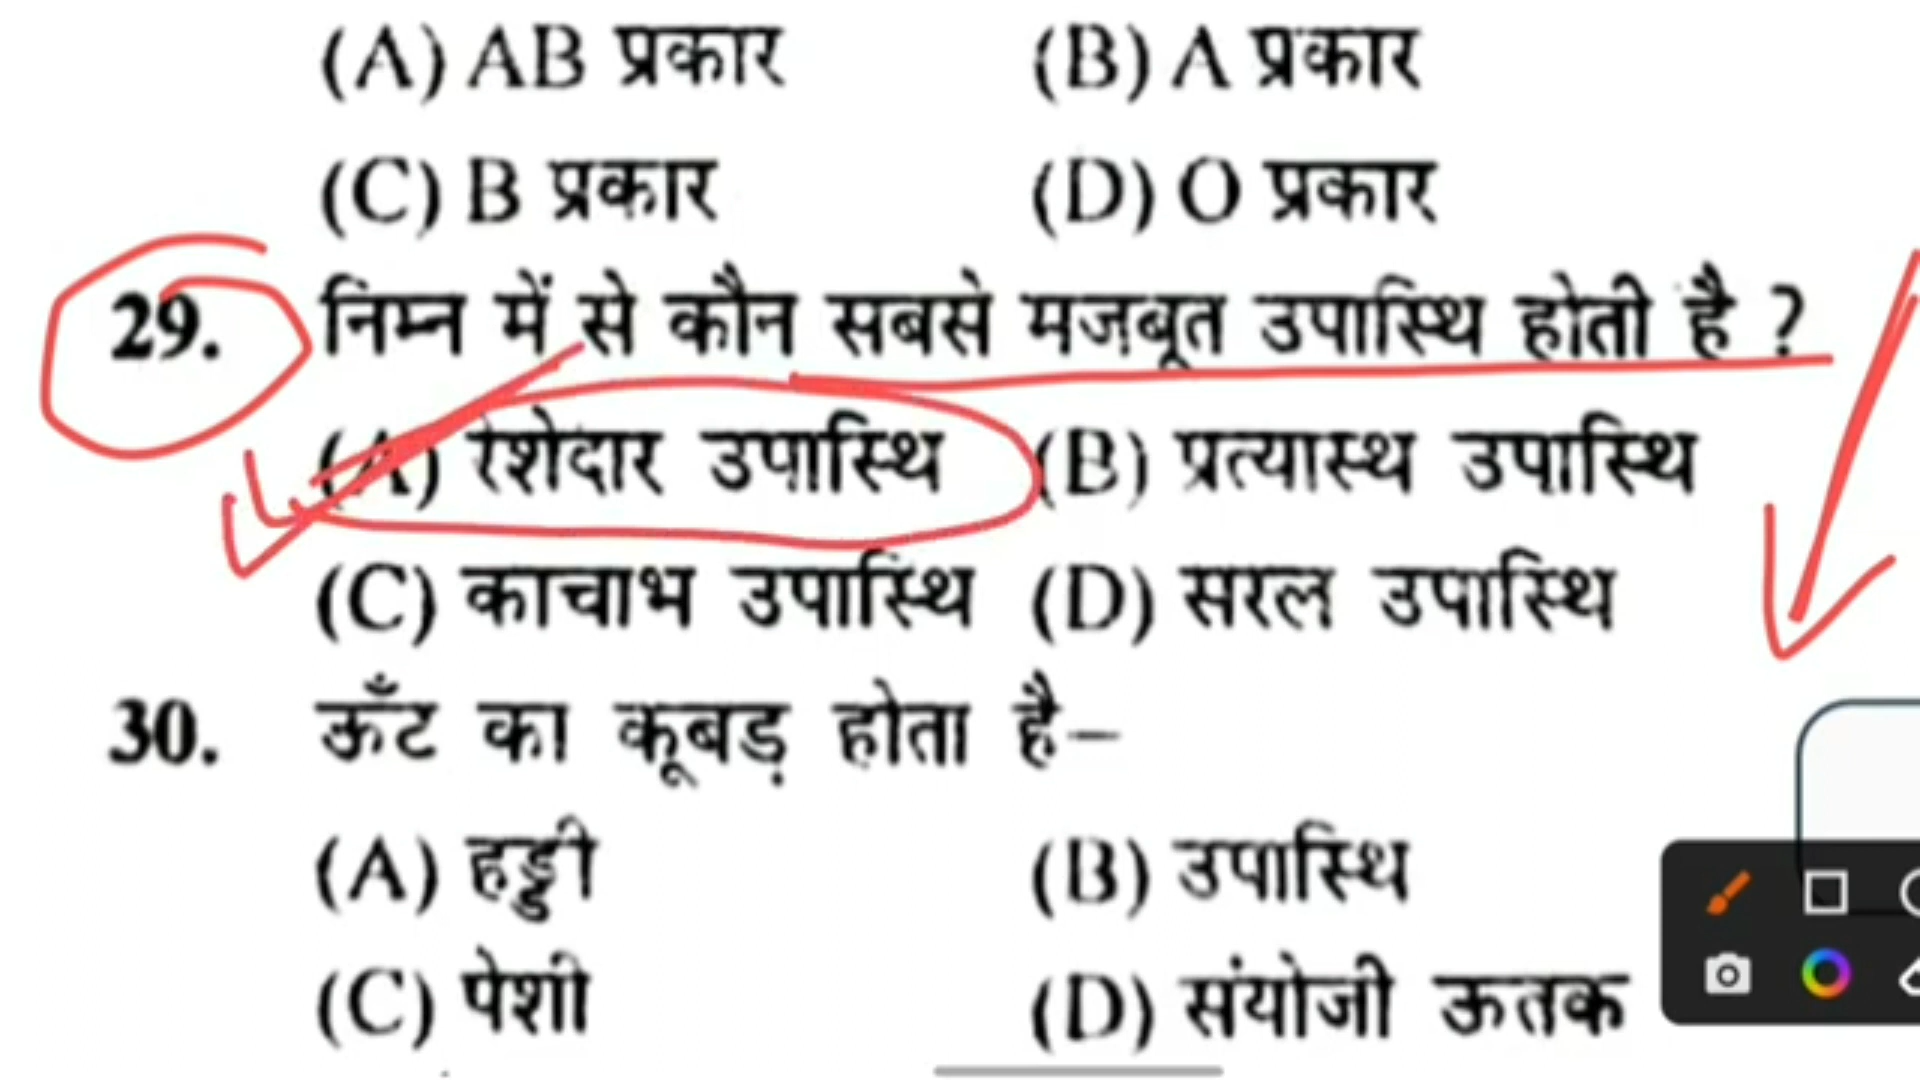 (A) AB प्रकार (B) A प्रकार
(C) B प्रकार (D) O प्रकार
29. निम्न में से कौन सबसे मज़बूत उपास्थि होती है ?
(A) रेशेदार उपास्थि (B) प्रत्यास्थ उपास्थि
(C) काचाभ उपास्थि (D) सरल उपास्थि
30. ऊँट का कूबड़ होता है–
(A) हड्डी (B) उपास्थि
(C) पेशी (D) संयोजी ऊतक